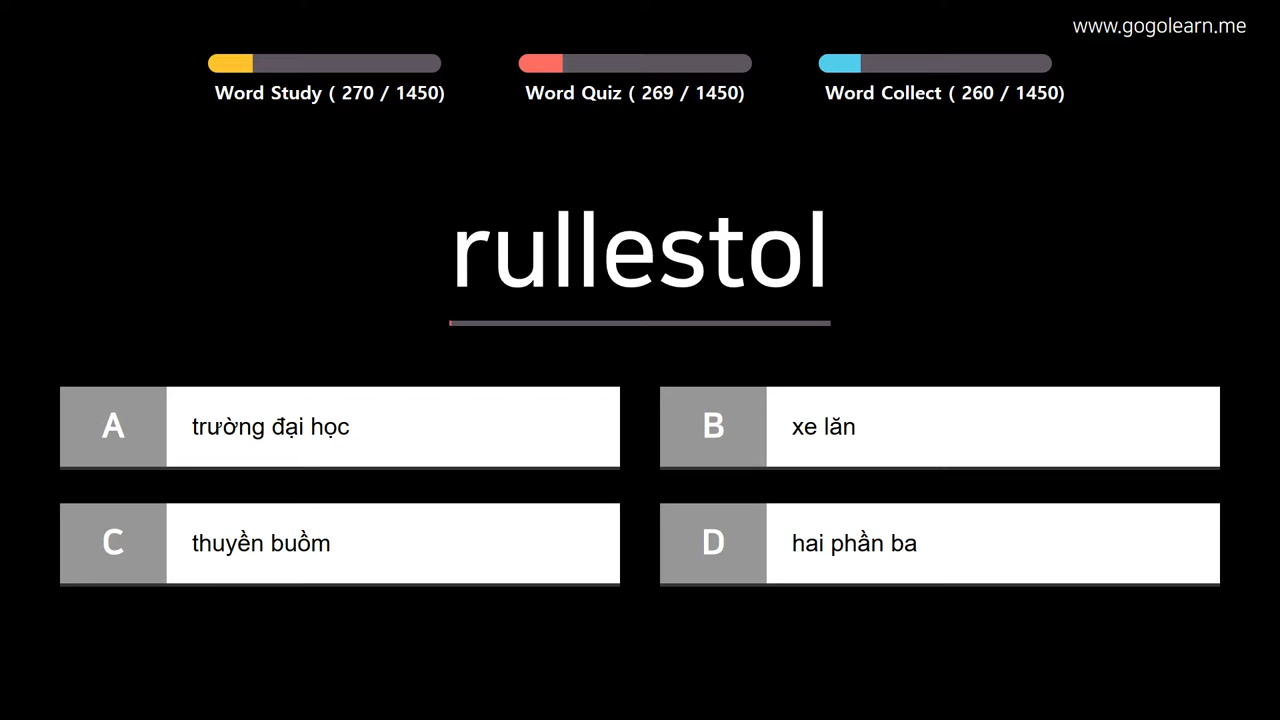 www.gogolearn.me
Word Study ( 270 / 1450)
Word Quiz ( 269 / 1450)
Word Collect ( 260 / 1450)
rullestol
A trường đại học
B xe lăn
C thuyền buồm
D hai phần ba